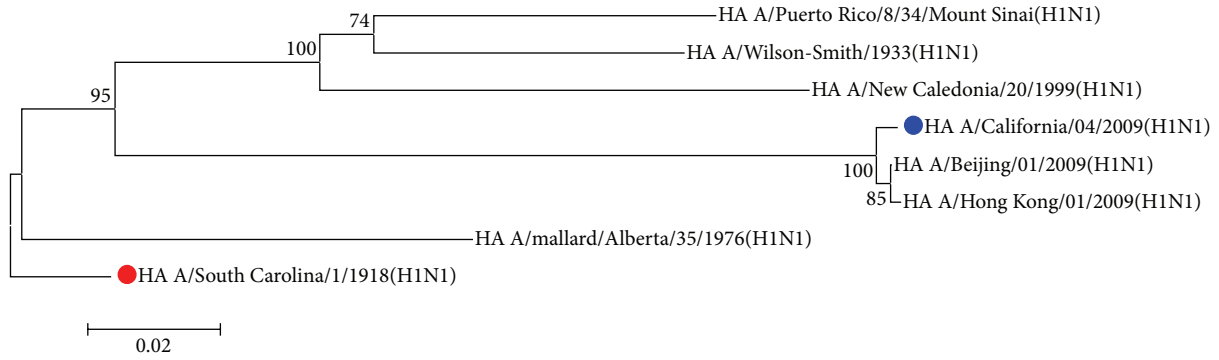 HA A/Puerto Rico/8/34/Mount Sinai(H1N1)
74
100
HA A/Wilson-Smith/1933(H1N1)
HA A/New Caledonia/20/1999(H1N1)
95
HA A/California/04/2009(H1N1)
100
HA A/Beijing/01/2009(H1N1)
85
HA A/Hong Kong/01/2009(H1N1)
HA A/mallard/Alberta/35/1976(H1N1)
HA A/South Carolina/1/1918(H1N1)
0.02